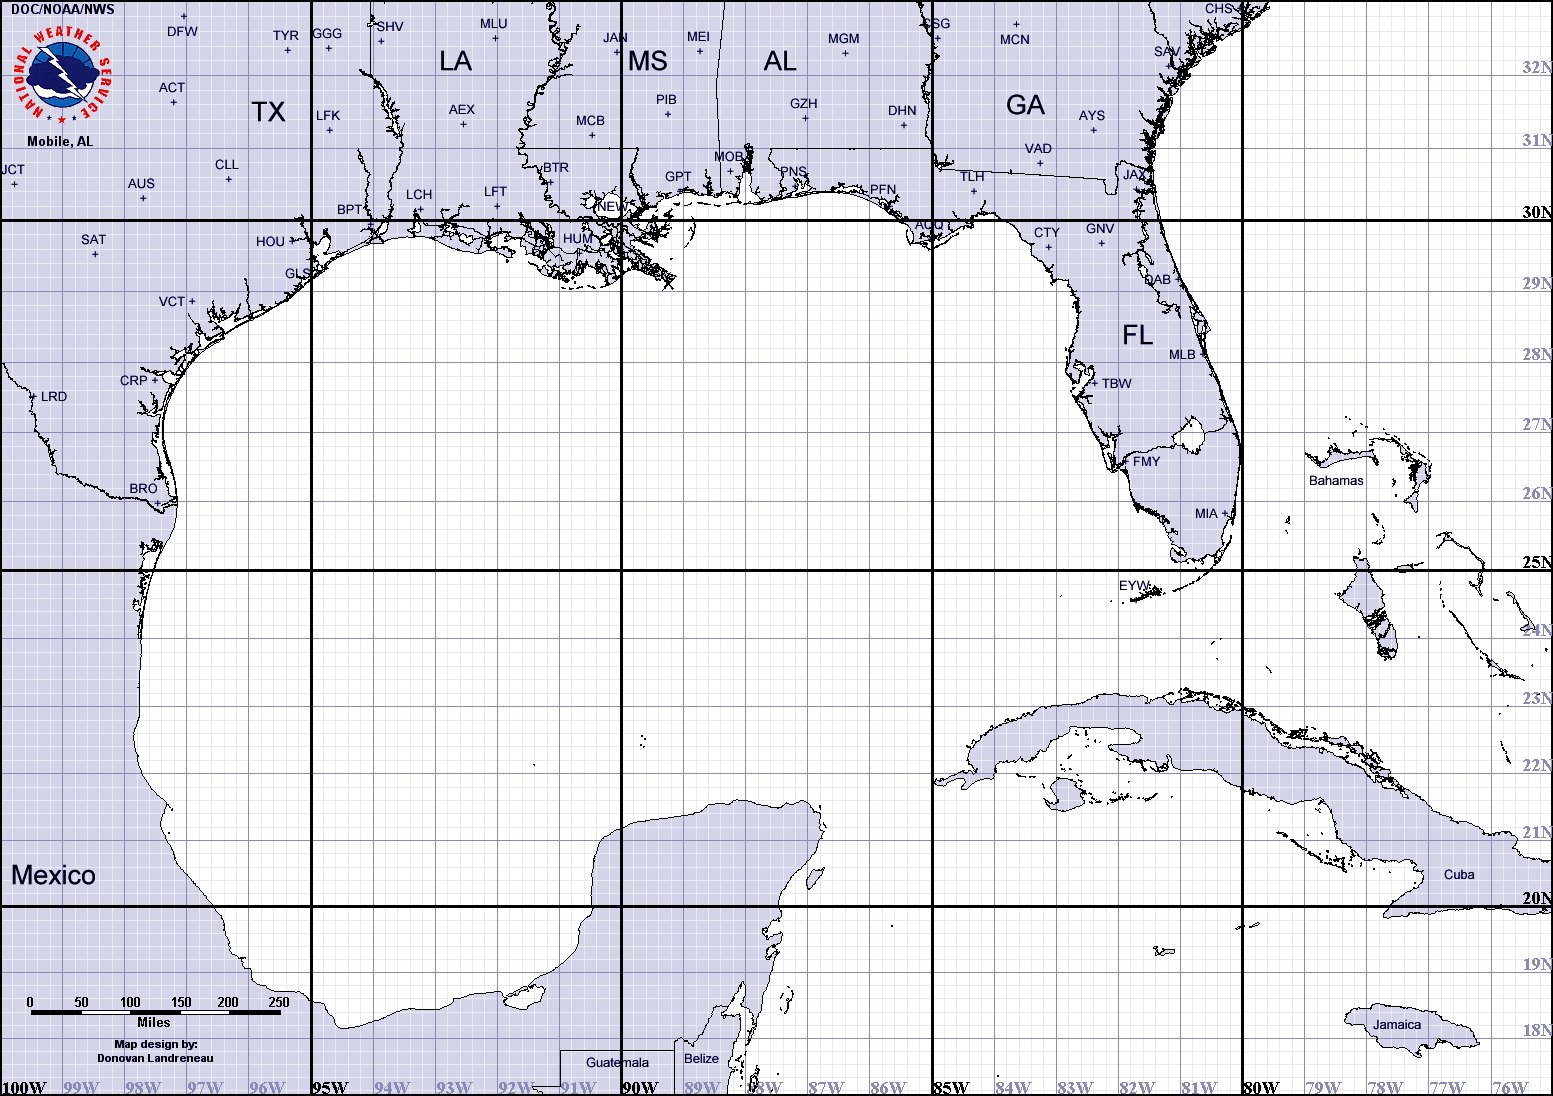 DOC/NOAA/NWS
NATIONAL WEATHER SERVICE
Mobile, AL
DFW
TYR
GGG
SHV
MLU
JAN
MEI
MGM
CSG
MCN
CHS
SAV
LA
MS
AL
32N
ACT
TX
LFK
AEX
MCB
PIB
GZH
DHN
GA
AYS
31N
JCT
AUS
CLL
BPT
LCH
LFT
BTR
GPT
MOB
PNS
PFN
TLH
VAD
JAX
NEW
30N
SAT
HOU
HUM
AQQ
CTY
GNV
GLS
DAB
29N
VCT
FL
MLB
28N
CRP
LRD
TBW
27N
FMY
BRO
Bahamas
26N
MIA
25N
EYW
24N
23N
22N
21N
Mexico
Cuba
20N
19N
0 50 100 150 200 250
Miles
Jamaica
18N
Map design by:
Donovan Landreneau
Guatemala
Belize
100W 99W 98W 97W 96W 95W 94W 93W 92W 91W 90W 89W 88W 87W 86W 85W 84W 83W 82W 81W 80W 79W 78W 77W 76W